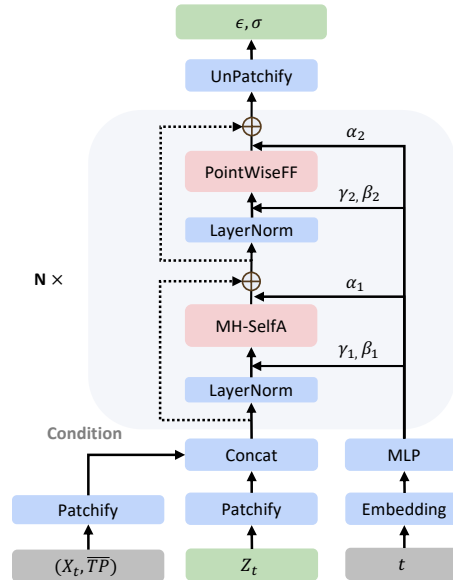 ϵ, σ
UnPatchify
α₂
PointWiseFF
γ₂, β₂
LayerNorm
N ×
α₁
MH-SelfA
γ₁, β₁
LayerNorm
Condition
Concat
MLP
Patchify
Patchify
Embedding
(Xₜ, T̅P̅)
Zₜ
t